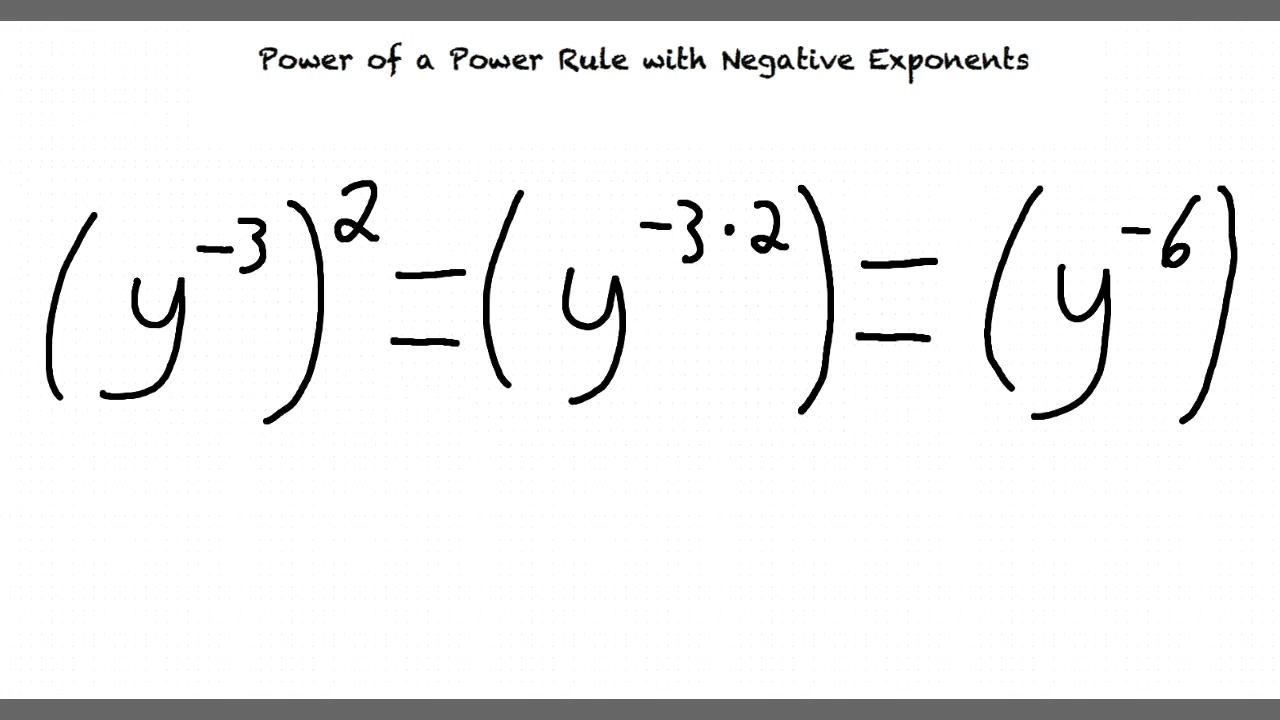 Power of a Power Rule with Negative Exponents
(y⁻³)² = (y⁻³·²) = (y⁻⁶)